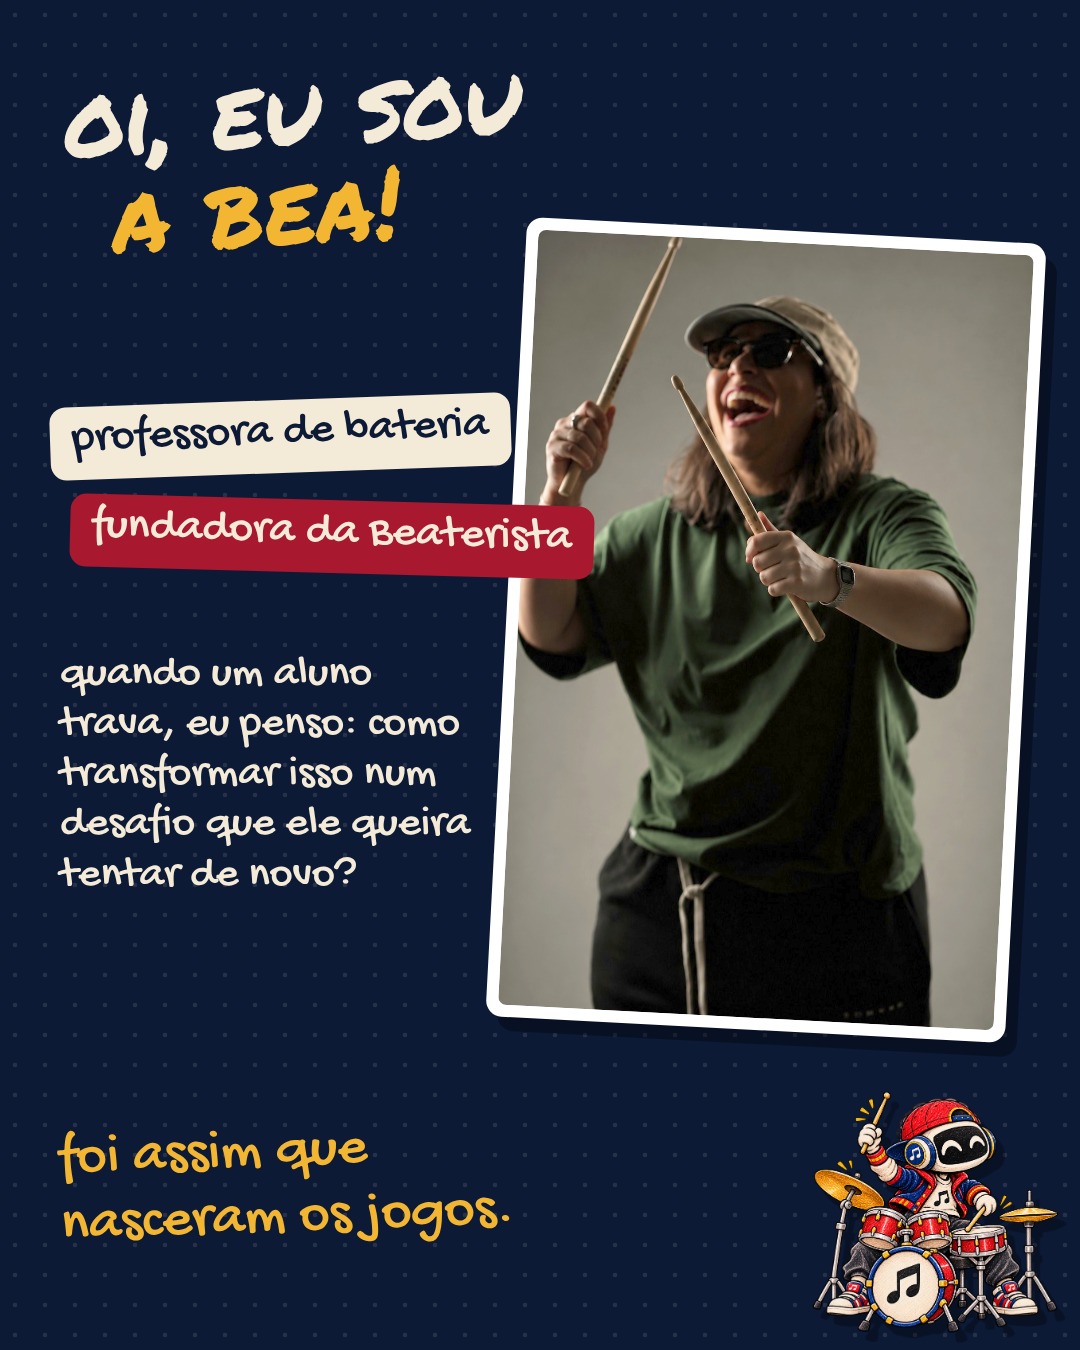 OI, EU SOU
A BEA!
professora de bateria
fundadora da Beaterista
quando um aluno
trava, eu penso: como
transformar isso num
desafio que ele queira
tentar de novo?
foi assim que
nasceram os jogos.